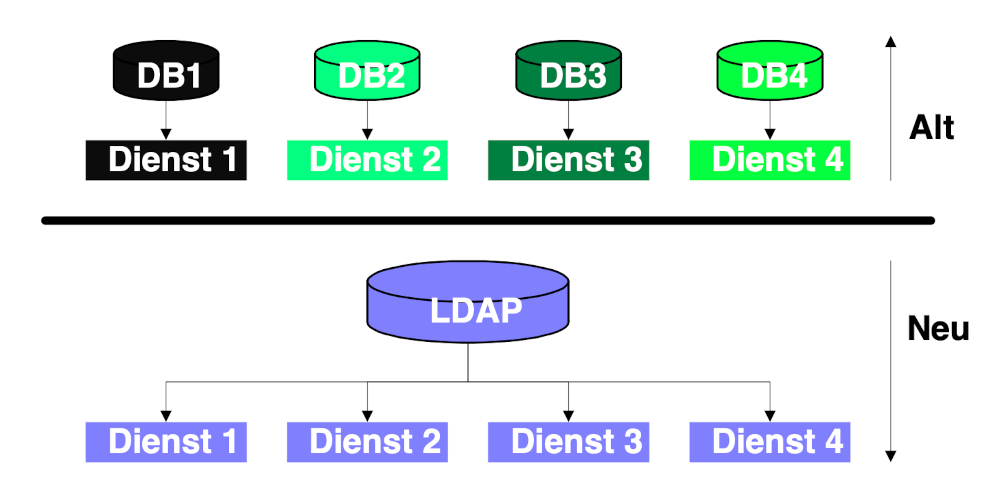 DB1 DB2 DB3 DB4
Dienst 1 Dienst 2 Dienst 3 Dienst 4
Alt
LDAP
Neu
Dienst 1 Dienst 2 Dienst 3 Dienst 4